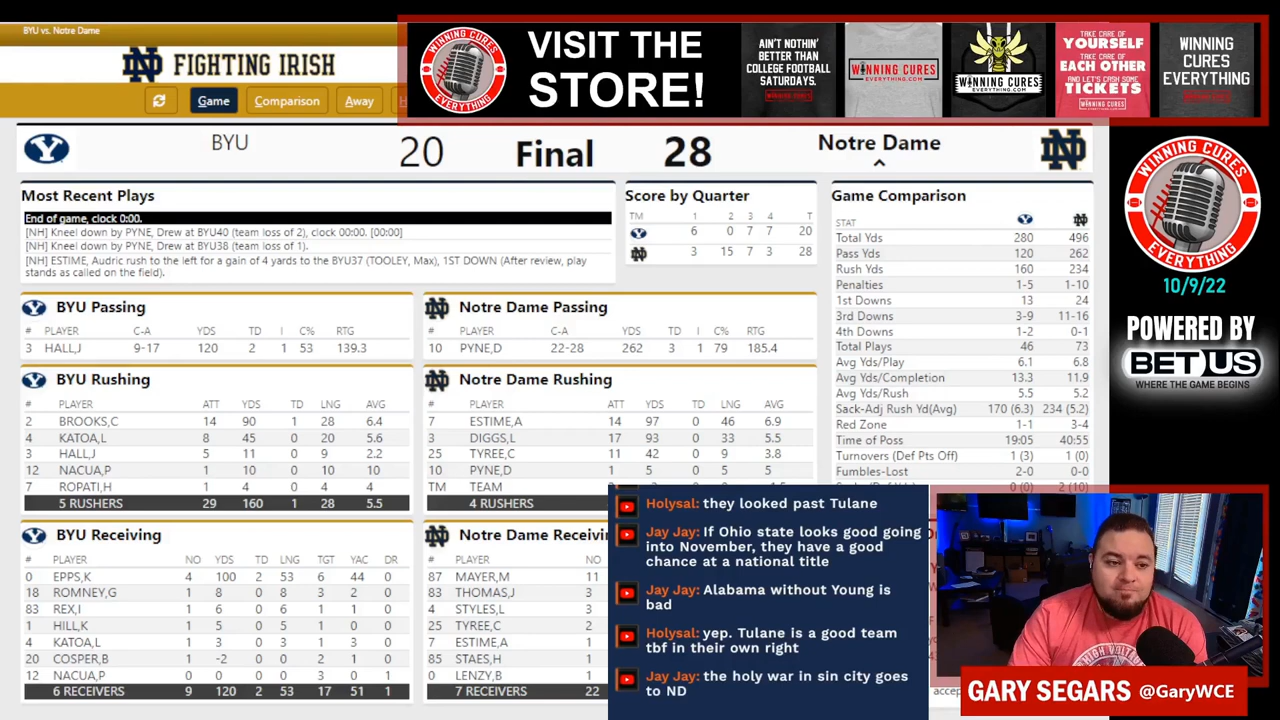 BYU vs. Notre Dame
FIGHTING IRISH
Game Comparison Away
WINNING CURES EVERYTHING
VISIT THE STORE!
AIN'T NOTHIN' BETTER THAN COLLEGE FOOTBALL SATURDAYS.
WINNING CURES
WINNING CURES
TAKE CARE OF YOURSELF TAKE CARE OF EACH OTHER AND LET'S CASH SOME TICKETS
WINNING CURES EVERYTHING
BYU 20 Final 28 Notre Dame
Most Recent Plays
End of game, clock 0:00.
[NH] Kneel down by PYNE, Drew at BYU40 (team loss of 2), clock 00:00. [00:00]
[NH] Kneel down by PYNE, Drew at BYU38 (team loss of 1).
[NH] ESTIME, Audric rush to the left for a gain of 4 yards to the BYU37 (TOOLEY, Max), 1ST DOWN (After review, play
stands as called on the field).
Score by Quarter
TM 1 2 3 4 T
6 0 7 7 20
3 15 7 3 28
Game Comparison
STAT
Total Yds 280 496
Pass Yds 120 262
Rush Yds 160 234
Penalties 1-5 1-10
1st Downs 13 24
3rd Downs 3-9 11-16
4th Downs 1-2 0-1
Total Plays 46 73
Avg Yds/Play 6.1 6.8
Avg Yds/Completion 13.3 11.9
Avg Yds/Rush 5.5 5.2
Sack-Adj Rush Yd(Avg) 170 (6.3) 234 (5.2)
Red Zone 1-1 3-4
Time of Poss 19:05 40:55
Turnovers (Def Pts Off) 1 (3) 1 (0)
Fumbles-Lost 2-0 0-0
BYU Passing
# PLAYER C-A YDS TD I C% RTG
3 HALL,J 9-17 120 2 1 53 139.3
Notre Dame Passing
# PLAYER C-A YDS TD I C% RTG
10 PYNE,D 22-28 262 3 1 79 185.4
BYU Rushing
# PLAYER ATT YDS TD LNG AVG
2 BROOKS,C 14 90 1 28 6.4
4 KATOA,L 8 45 0 20 5.6
3 HALL,J 5 11 0 9 2.2
12 NACUA,P 1 10 0 10 10
7 ROPATI,H 1 4 0 4 4
5 RUSHERS 29 160 1 28 5.5
Notre Dame Rushing
# PLAYER ATT YDS TD LNG AVG
7 ESTIME,A 14 97 0 46 6.9
3 DIGGS,L 17 93 0 33 5.5
25 TYREE,C 11 42 0 9 3.8
10 PYNE,D 1 5 0 5 5
TM TEAM
4 RUSHERS
BYU Receiving
# PLAYER NO YDS TD LNG TGT YAC DR
0 EPPS,K 4 100 2 53 6 44 0
18 ROMNEY,G 1 8 0 8 3 2 0
83 REX,I 1 6 0 6 1 1 0
1 HILL,K 1 5 0 5 1 0 0
4 KATOA,L 1 3 0 3 1 3 0
20 COSPER,B 1 -2 0 0 2 1 0
12 NACUA,P 0 0 0 0 3 0 1
6 RECEIVERS 9 120 2 53 17 51 1
Notre Dame Receivin
# PLAYER NO
87 MAYER,M 11
83 THOMAS,J 3
4 STYLES,L 3
25 TYREE,C 2
7 ESTIME,A 1
85 STAES,H 1
0 LENZY,B 1
7 RECEIVERS 22
Holysal: they looked past Tulane
Jay Jay: If Ohio state looks good going
into November, they have a good
chance at a national title
Jay Jay: Alabama without Young is
bad
Holysal: yep. Tulane is a good team
tbf in their own right
Jay Jay: the holy war in sin city goes
to ND
WINNING CURES EVERYTHING
10/9/22
POWERED BY
BETUS
WHERE THE GAME BEGINS
GARY SEGARS @GaryWCE